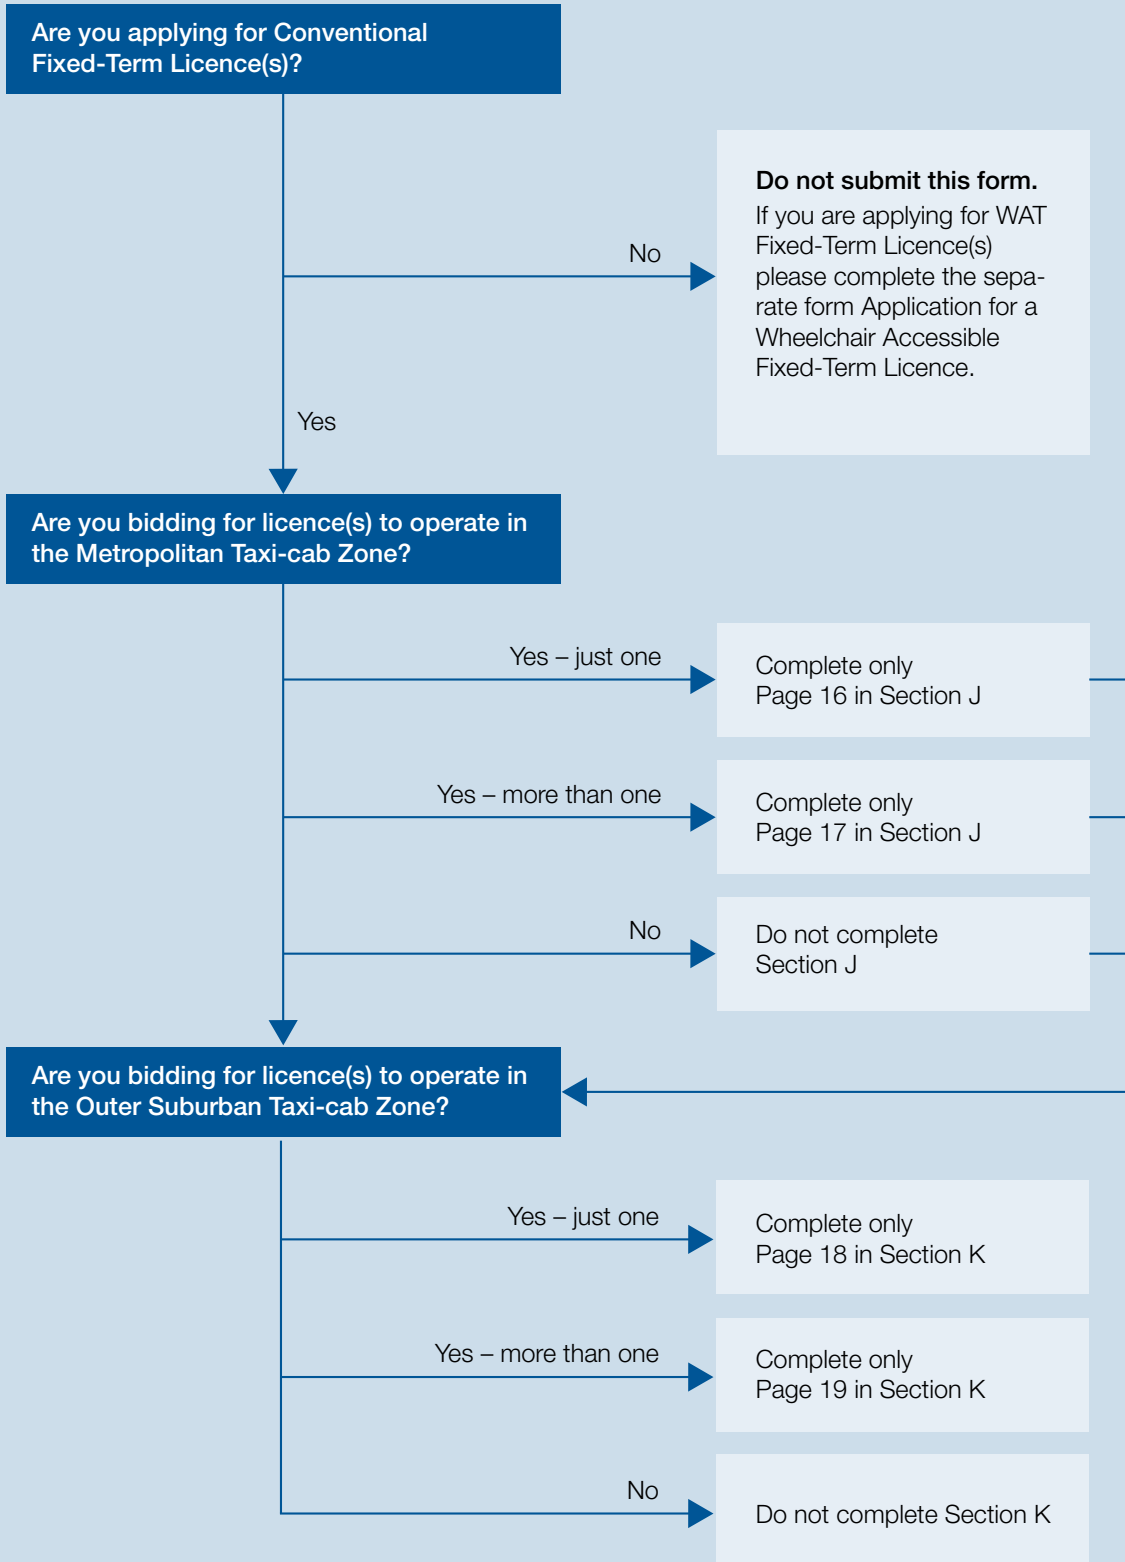 Are you applying for Conventional
Fixed-Term Licence(s)?
No
Do not submit this form.
If you are applying for WAT
Fixed-Term Licence(s)
please complete the sepa-
rate form Application for a
Wheelchair Accessible
Fixed-Term Licence.
Yes
Are you bidding for licence(s) to operate in
the Metropolitan Taxi-cab Zone?
Yes – just one
Complete only
Page 16 in Section J
Yes – more than one
Complete only
Page 17 in Section J
No
Do not complete
Section J
Are you bidding for licence(s) to operate in
the Outer Suburban Taxi-cab Zone?
Yes – just one
Complete only
Page 18 in Section K
Yes – more than one
Complete only
Page 19 in Section K
No
Do not complete Section K